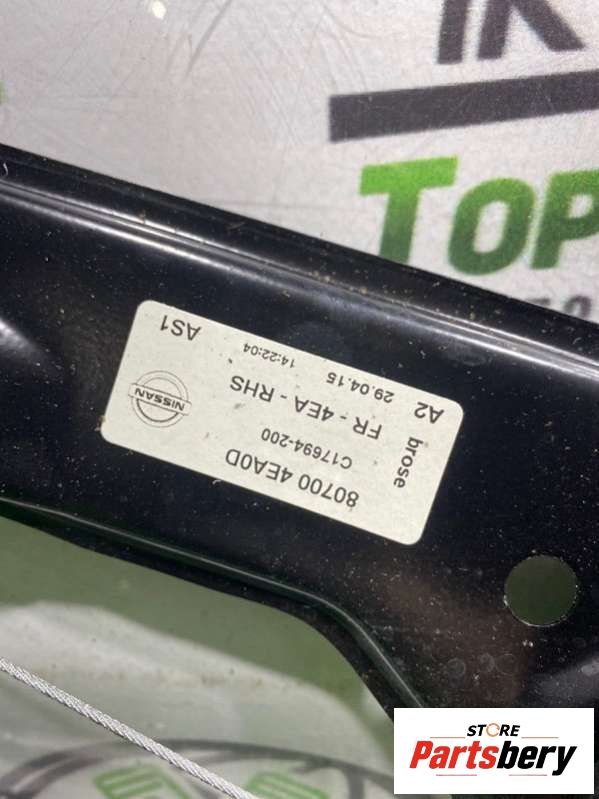 TOP
80700 4EA0D
C17694-200
brose
FR - 4EA - RHS
NISSAN
A2 29.04.15 14:22:04
AS1
STORE
Partsbery